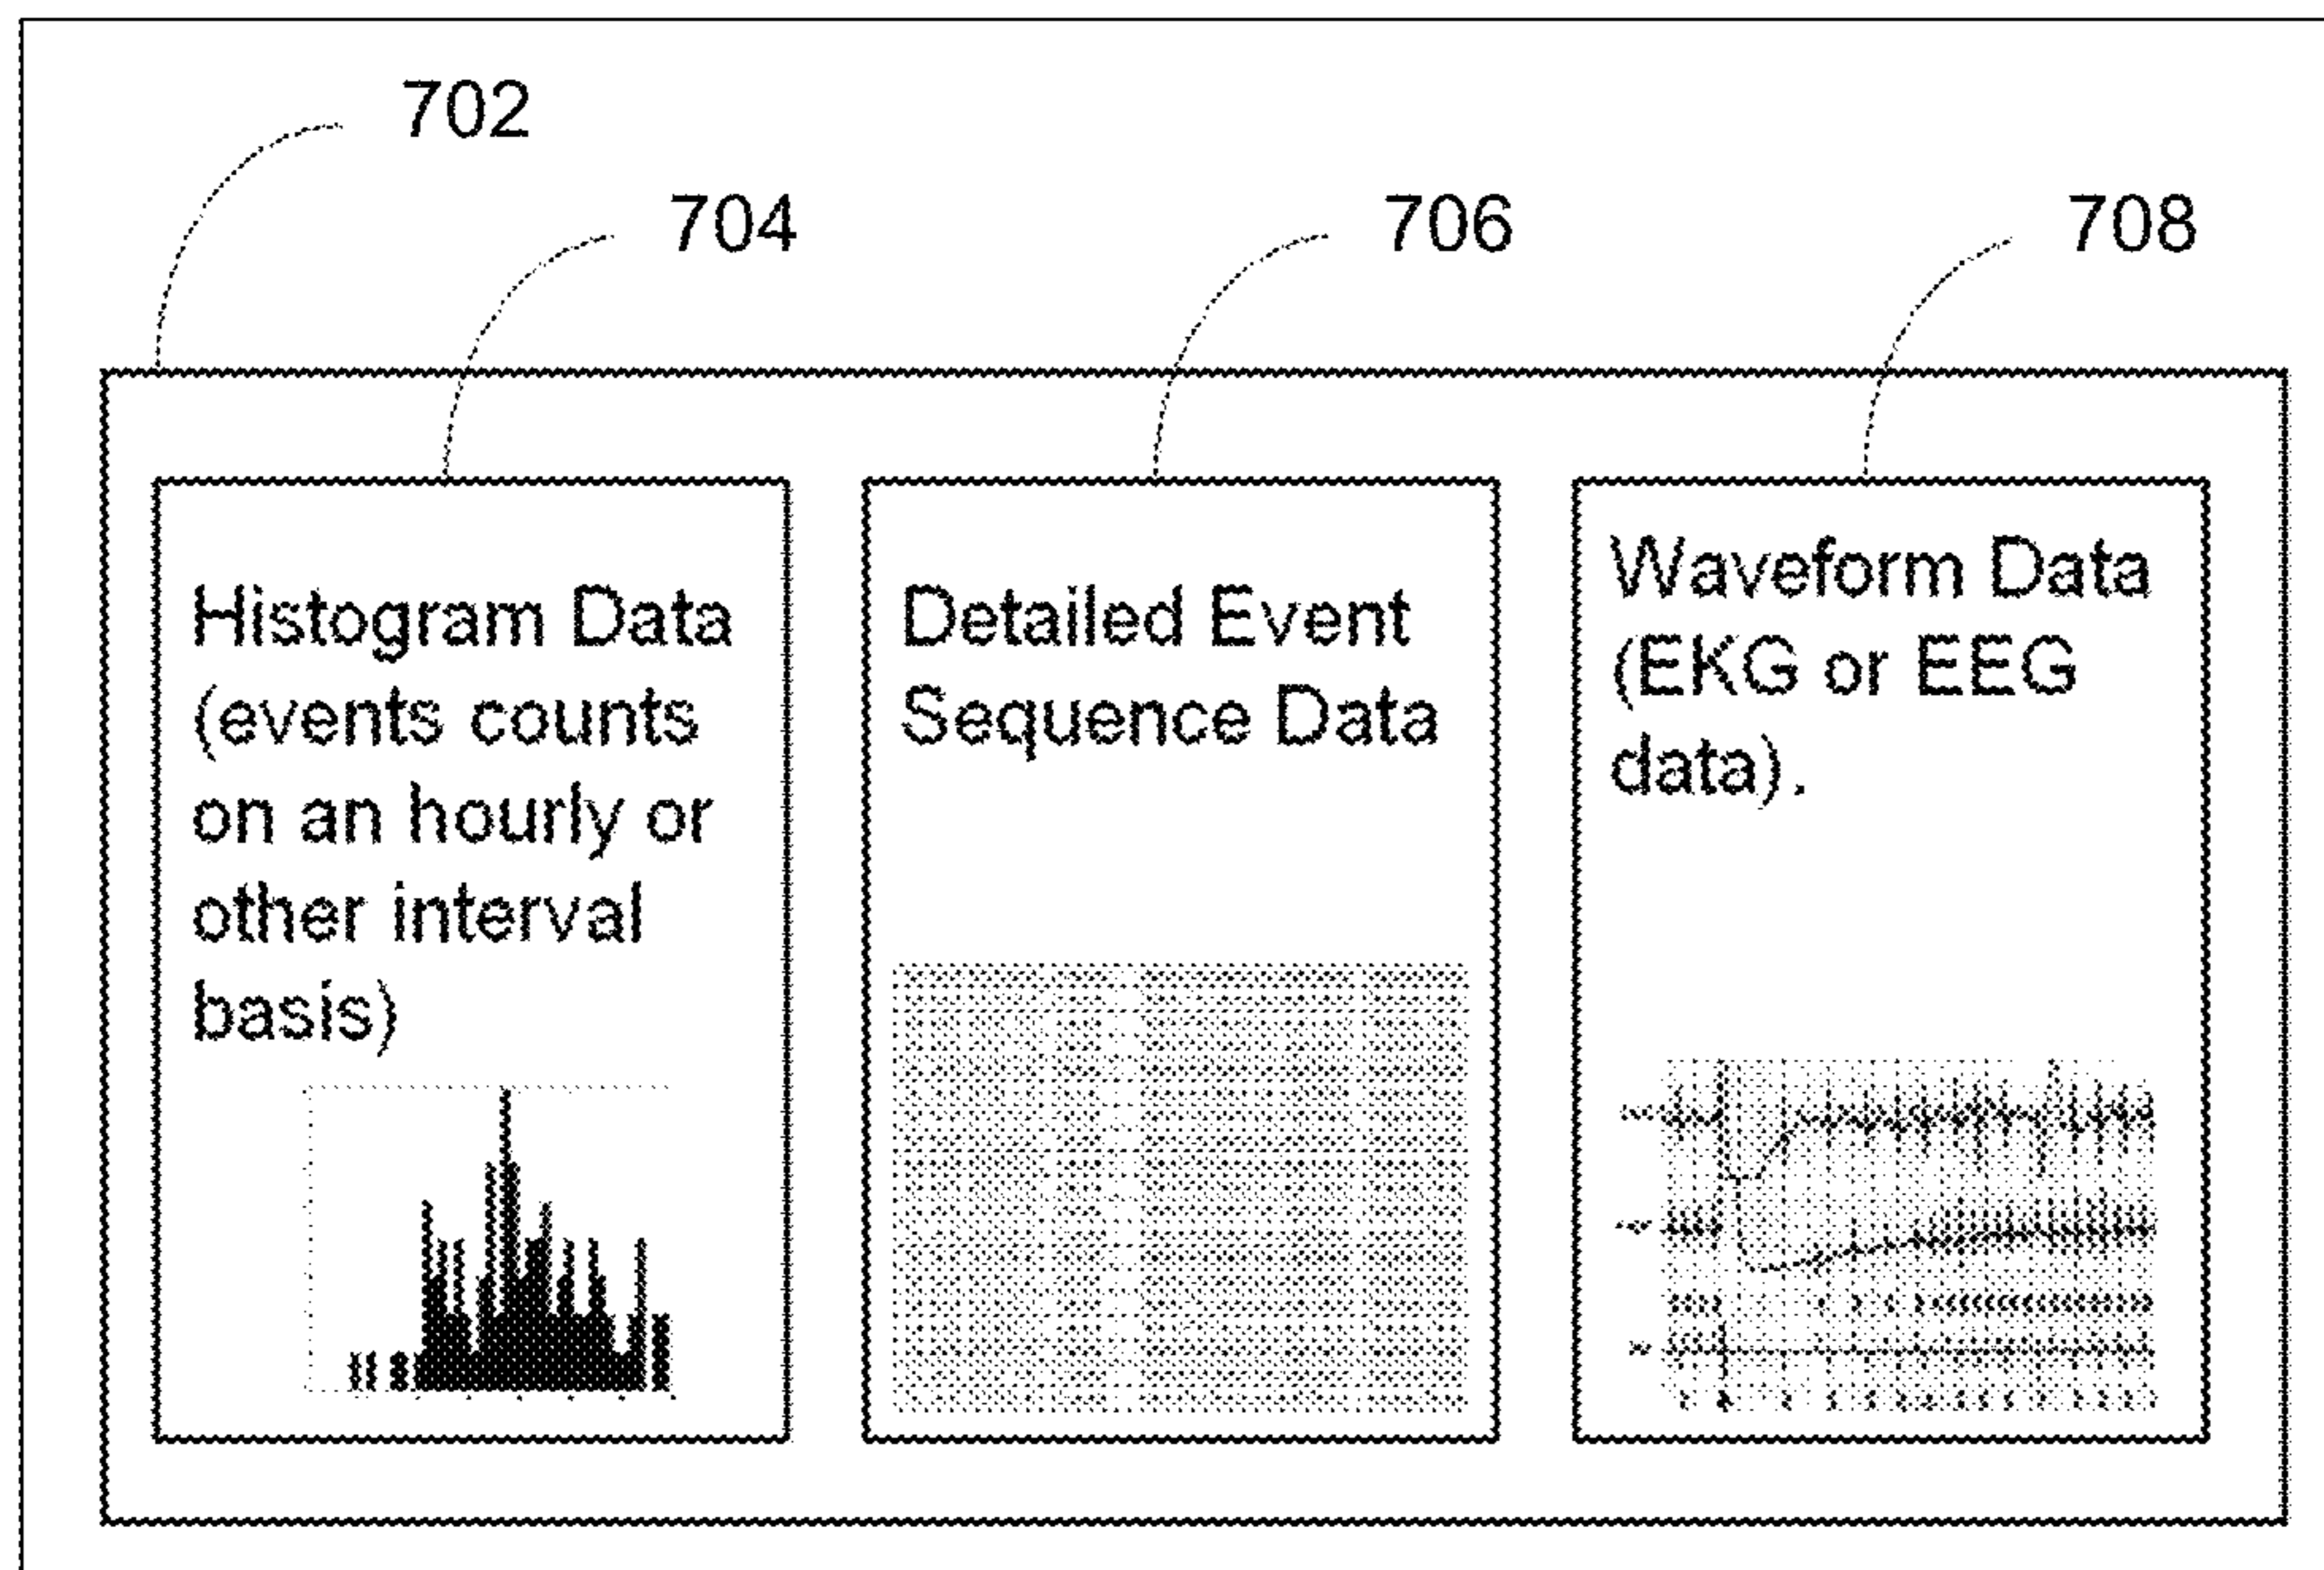 702
704
706
708
Histogram Data
(events counts
on an hourly or
other interval
basis)
Detailed Event
Sequence Data
Waveform Data
(EKG or EEG
data).